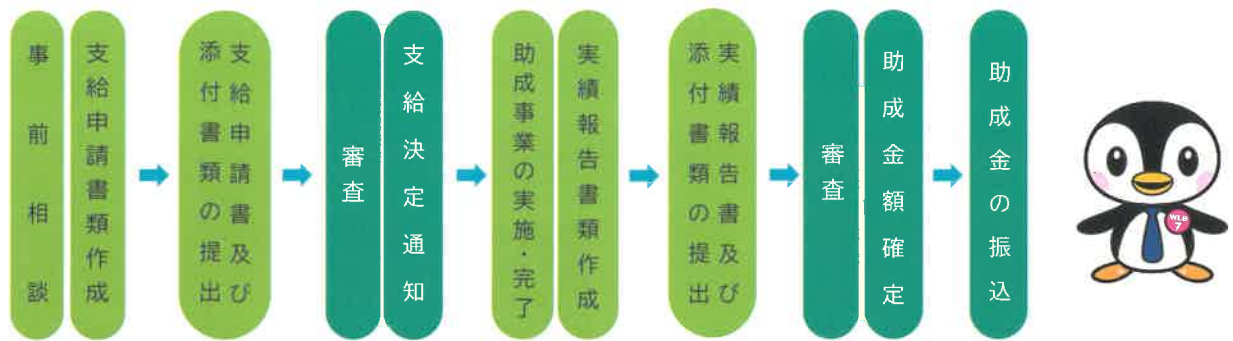 事前相談
支給申請書類作成
支給申請書及び
添付書類の提出
審査
支給決定通知
助成事業の実施・完了
実績報告書類作成
実績報告書及び
添付書類の提出
審査
助成金額確定
助成金の振込
WLB
7